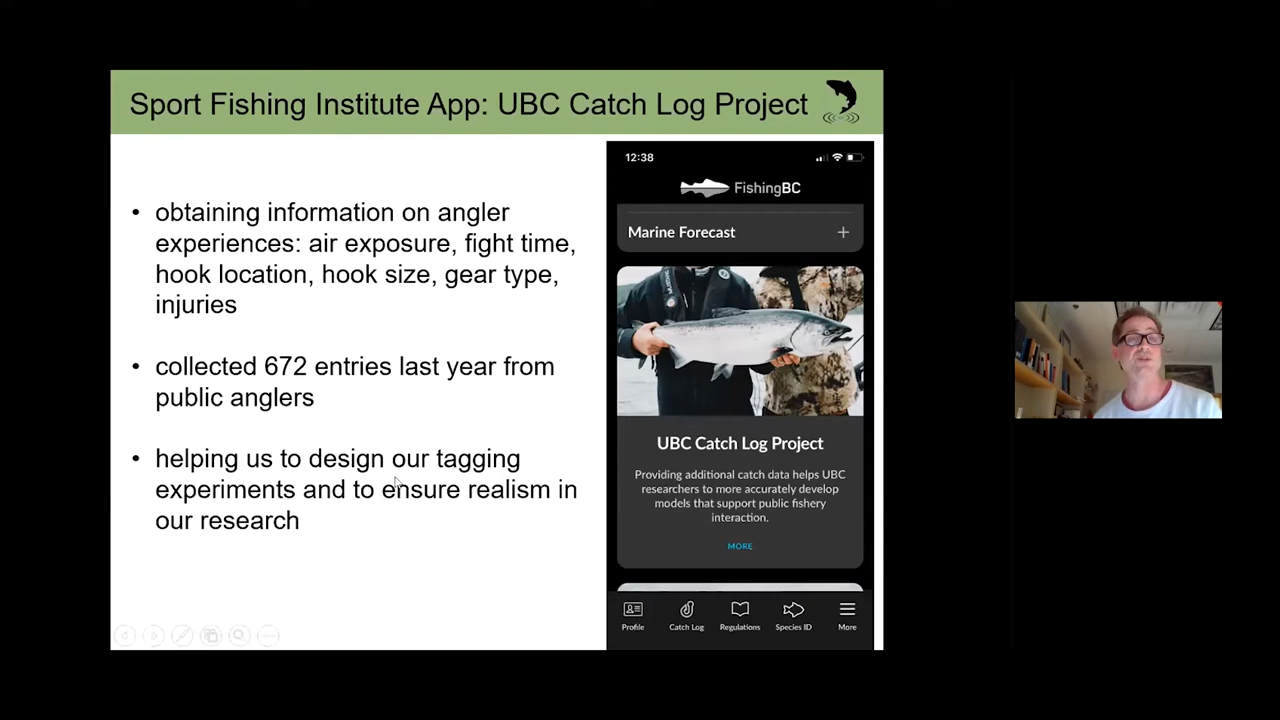 Sport Fishing Institute App: UBC Catch Log Project
• obtaining information on angler
experiences: air exposure, fight time,
hook location, hook size, gear type,
injuries
• collected 672 entries last year from
public anglers
• helping us to design our tagging
experiments and to ensure realism in
our research
12:38
FishingBC
Marine Forecast +
UBC Catch Log Project
Providing additional catch data helps UBC
researchers to more accurately develop
models that support public fishery
interaction.
MORE
Profile Catch Log Regulations Species ID More